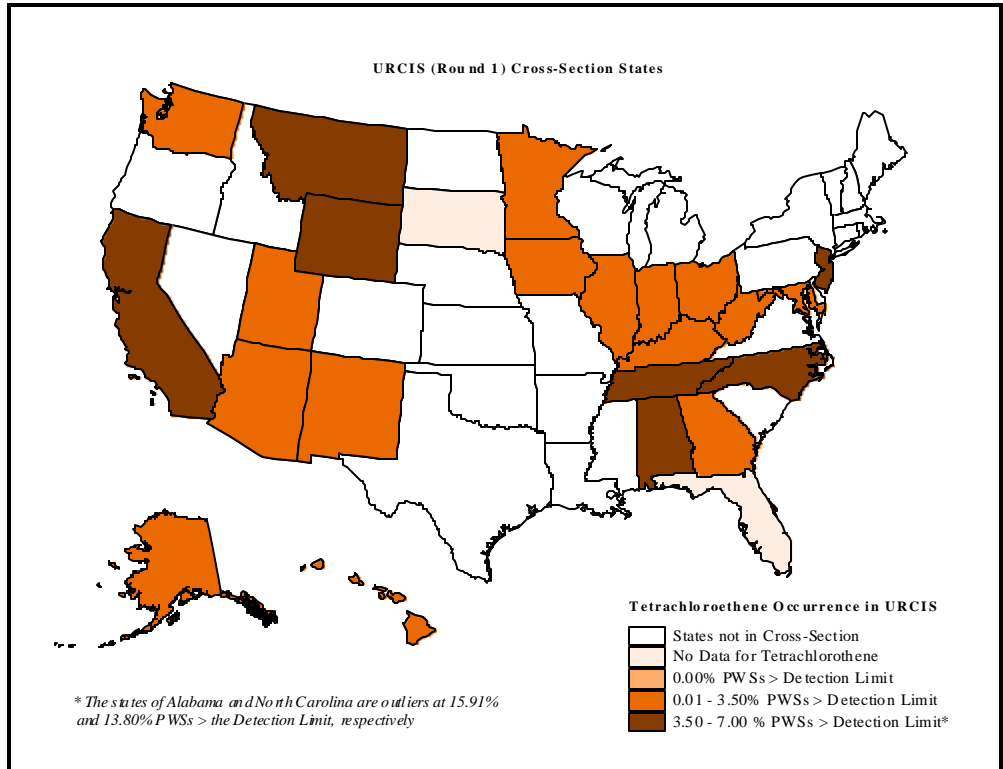 URCIS (Round 1) Cross-Section States
Tetrachloroethene Occurrence in URCIS
States not in Cross-Section
No Data for Tetrachlorothene
0.00% PWSs > Detection Limit
0.01 - 3.50% PWSs > Detection Limit
3.50 - 7.00 % PWSs > Detection Limit*
* The states of Alabama and North Carolina are outliers at 15.91%
and 13.80% PWSs > the Detection Limit, respectively